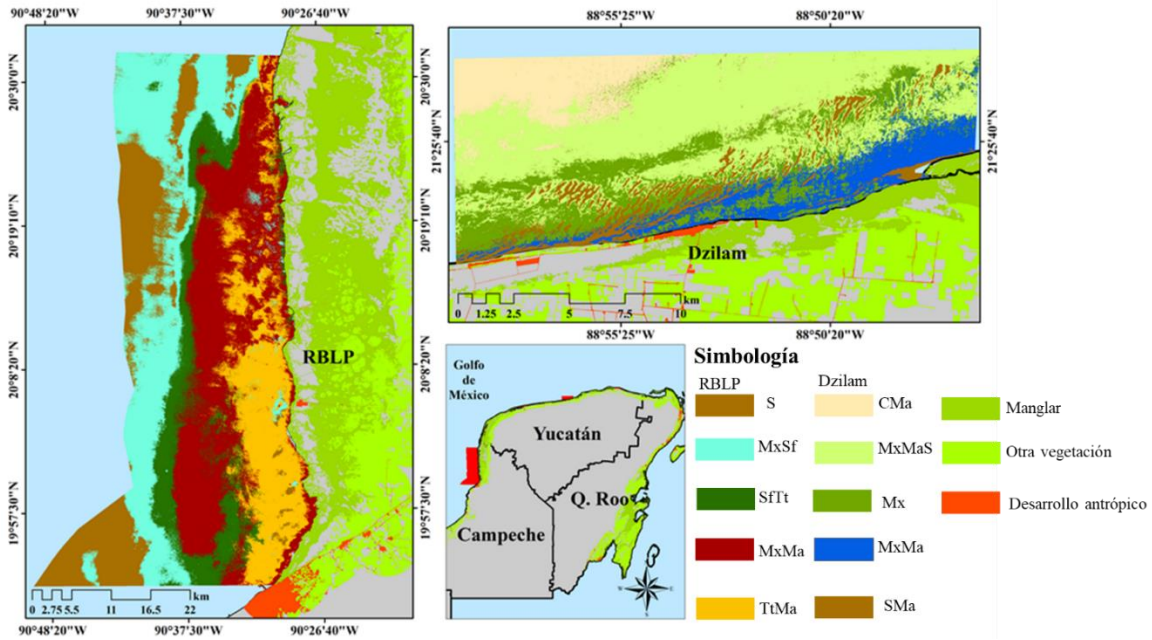 90°48'20"W 90°37'30"W 90°26'40"W
20°30'0"N
20°19'10"N
20°8'20"N
19°57'30"N
20°30'0"N
20°19'10"N
20°8'20"N
19°57'30"N
RBLP
km
0 2.75 5.5 11 16.5 22
90°48'20"W 90°37'30"W 90°26'40"W
88°55'25"W 88°50'20"W
21°25'40"N
21°25'40"N
Dzilam
km
0 1.25 2.5 5 7.5 10
88°55'25"W 88°50'20"W
Golfo
de
México
Yucatán
Q. Roo
Campeche
N
Simbología
RBLP Dzilam
S CMa Manglar
MxSf MxMaS Otra vegetación
SfTt Mx Desarrollo antrópico
MxMa MxMa
TtMa SMa